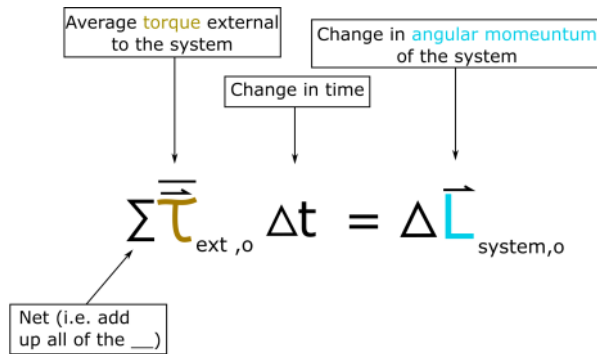 Average torque external
to the system
Change in angular momeuntum
of the system
Change in time
∑τ⃗̅ ext ,o Δt = ΔL⃗ system,o
Net (i.e. add
up all of the __)